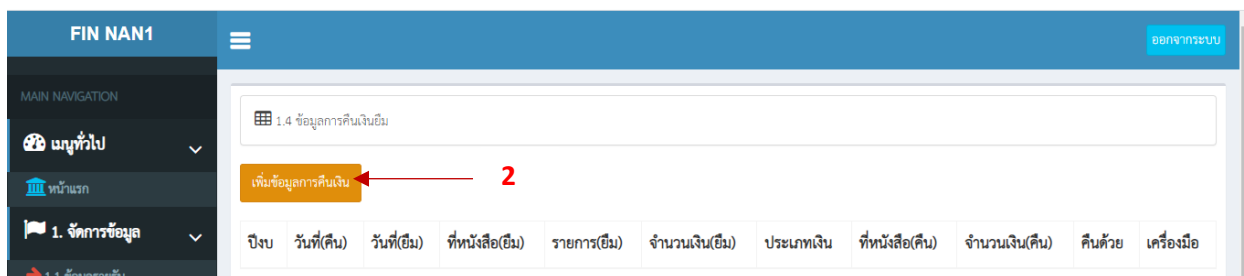 FIN NAN1
ออกจากระบบ
MAIN NAVIGATION
1.4 ข้อมูลการคืนเงินยืม
เมนูทั่วไป
เพิ่มข้อมูลการคืนเงิน
2
หน้าแรก
1. จัดการข้อมูล
ปีงบ วันที่(คืน) วันที่(ยืม) ที่หนังสือ(ยืม) รายการ(ยืม) จำนวนเงิน(ยืม) ประเภทเงิน ที่หนังสือ(คืน) จำนวนเงิน(คืน) คืนด้วย เครื่องมือ